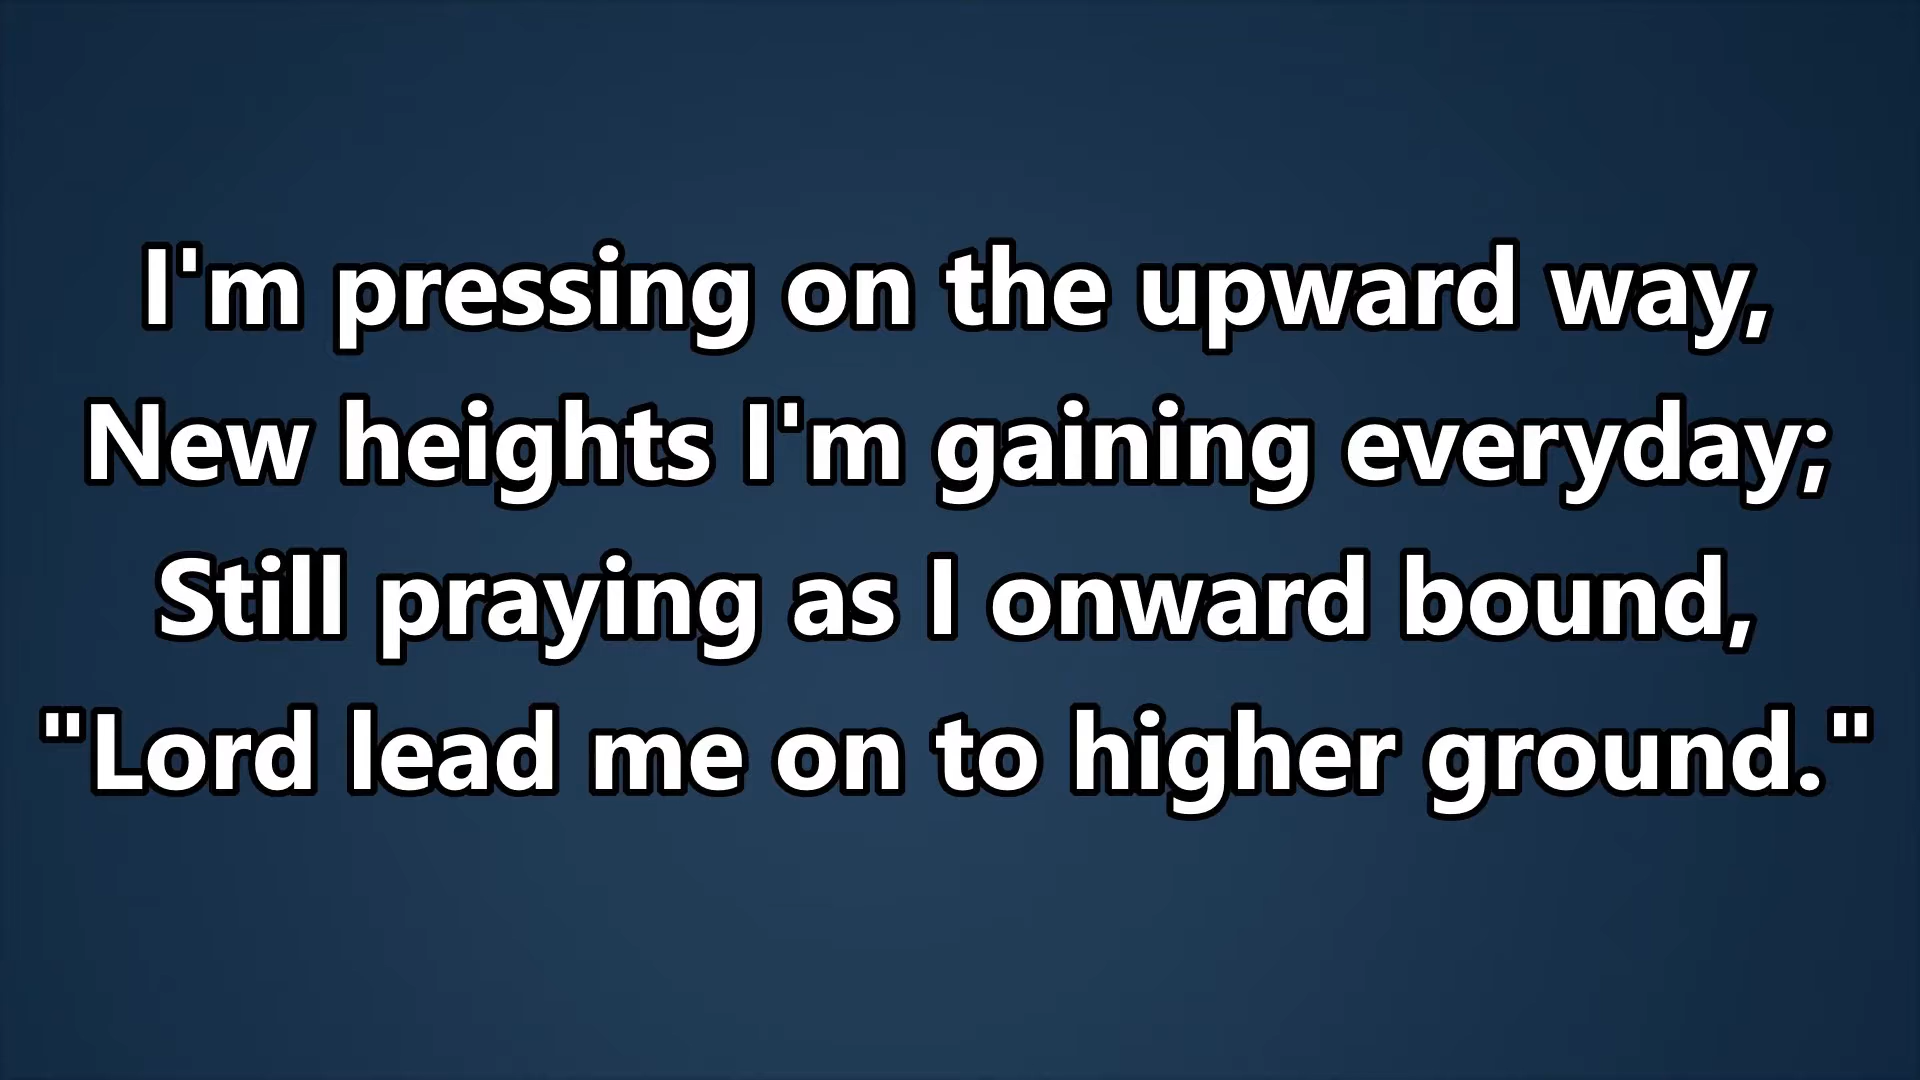 I'm pressing on the upward way,
New heights I'm gaining everyday;
Still praying as I onward bound,
"Lord lead me on to higher ground."